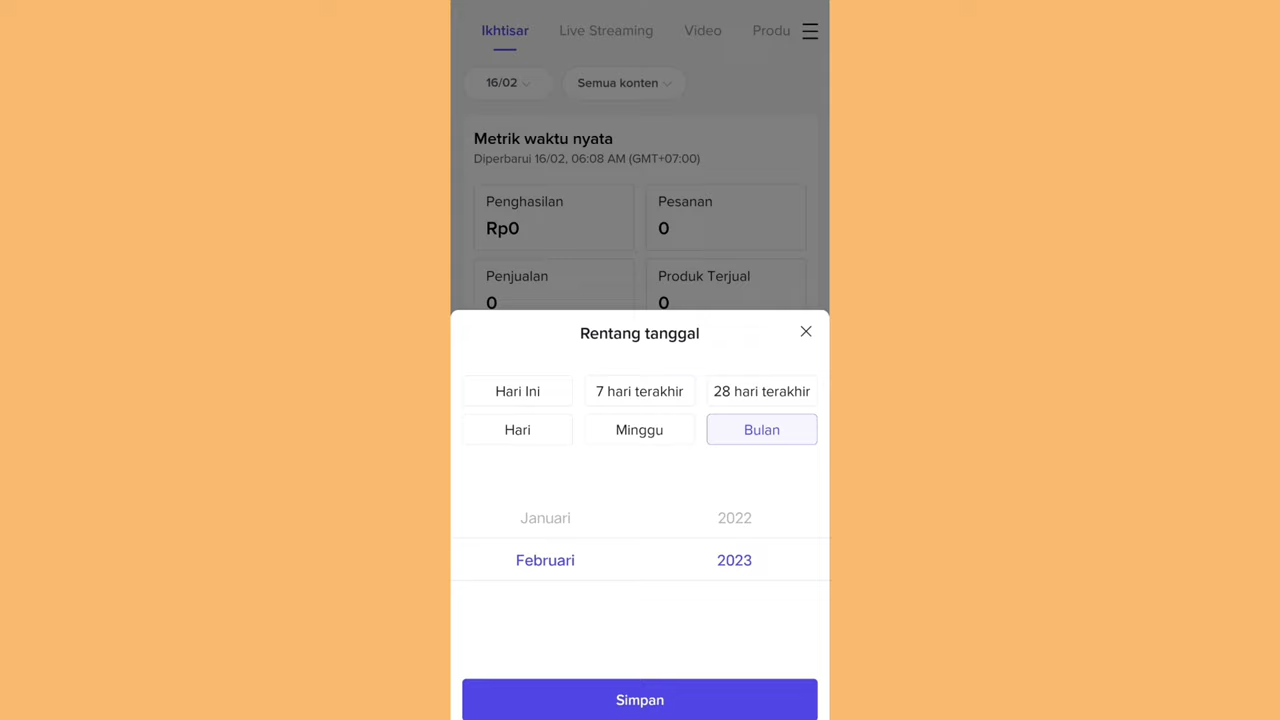 Ikhtisar Live Streaming Video Produ
16/02 Semua konten
Metrik waktu nyata
Diperbarui 16/02, 06:08 AM (GMT+07:00)
Penghasilan Pesanan
Rp0 0
Penjualan Produk Terjual
0 0
Rentang tanggal
Hari Ini 7 hari terakhir 28 hari terakhir
Hari Minggu Bulan
Januari 2022
Februari 2023
Simpan